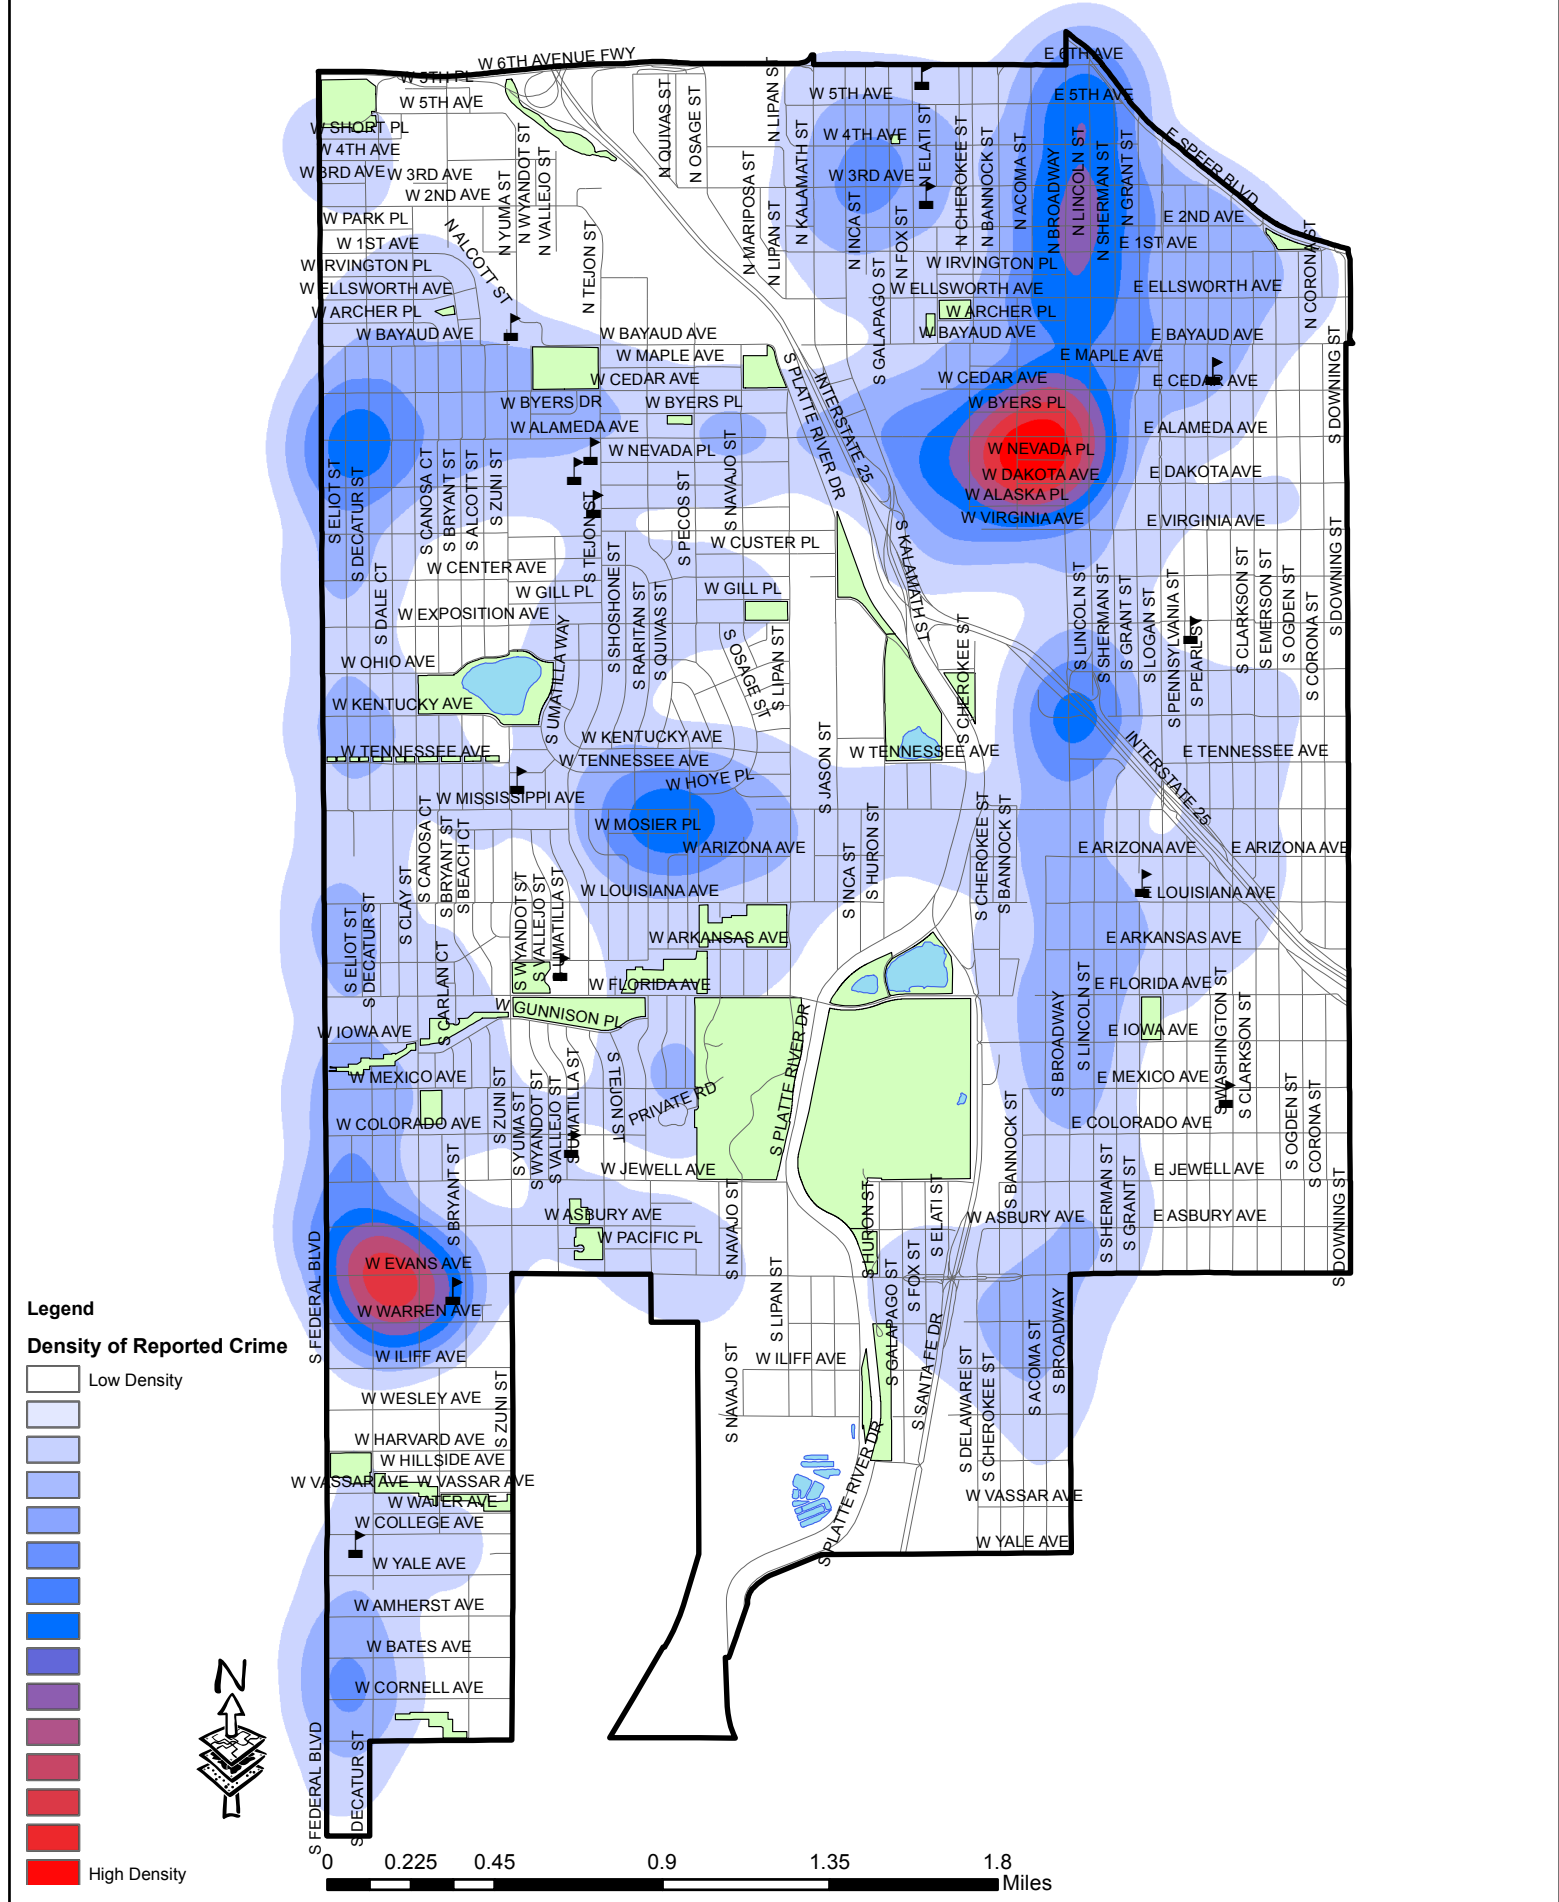 W 6TH AVENUE FWY
E 6TH AVE
W 5TH PL
W 5TH AVE
W 5TH AVE
E 5TH AVE
W SHORT PL
W 4TH AVE
W 4TH AVE
W 3RD AVE
W 3RD AVE
W 3RD AVE
W 2ND AVE
E 2ND AVE
W PARK PL
W 1ST AVE
E 1ST AVE
W IRVINGTON PL
W IRVINGTON PL
W ELLSWORTH AVE
W ELLSWORTH AVE
E ELLSWORTH AVE
W ARCHER PL
W ARCHER PL
W BAYAUD AVE
W BAYAUD AVE
W BAYAUD AVE
E BAYAUD AVE
N ALCOTT ST
N YUMA ST
N WYANDOT ST
N VALLEJO ST
N TEJON ST
N QUIVAS ST
N OSAGE ST
N MARIPOSA ST
N LIPAN ST
N LIPAN ST
N KALAMATH ST
N INCA ST
N FOX ST
N ELATI ST
N CHEROKEE ST
N BANNOCK ST
N ACOMA ST
N BROADWAY
N LINCOLN ST
N SHERMAN ST
N GRANT ST
E SPEER BLVD
N CORONA ST
S GALAPAGO ST
W MAPLE AVE
E MAPLE AVE
W CEDAR AVE
W CEDAR AVE
E CEDAR AVE
W BYERS DR
W BYERS PL
W BYERS PL
W ALAMEDA AVE
E ALAMEDA AVE
W NEVADA PL
W NEVADA PL
W DAKOTA AVE
E DAKOTA AVE
W ALASKA PL
W VIRGINIA AVE
E VIRGINIA AVE
S PLATTE RIVER DR
INTERSTATE 25
S DOWNING ST
S ELIOT ST
S DECATUR ST
S CANOSA CT
S BRYANT ST
S ALCOTT ST
S ZUNI ST
S TEJON ST
S PECOS ST
S NAVAJO ST
W CUSTER PL
W CENTER AVE
W GILL PL
W GILL PL
W EXPOSITION AVE
S DALE CT
S SHOSHONE ST
S RARITAN ST
S QUIVAS ST
S OSAGE ST
S LIPAN ST
S KALAMATH ST
S CHEROKEE ST
S LINCOLN ST
S SHERMAN ST
S GRANT ST
S LOGAN ST
S PENNSYLVANIA ST
S PEARL ST
S CLARKSON ST
S EMERSON ST
S OGDEN ST
S CORONA ST
S DOWNING ST
W OHIO AVE
S UMATILLA WAY
W KENTUCKY AVE
W KENTUCKY AVE
W TENNESSEE AVE
W TENNESSEE AVE
W TENNESSEE AVE
E TENNESSEE AVE
W HOYE PL
W MISSISSIPPI AVE
S JASON ST
INTERSTATE 25
W MOSIER PL
W ARIZONA AVE
E ARIZONA AVE
E ARIZONA AVE
W LOUISIANA AVE
E LOUISIANA AVE
S CANOSA CT
S BRYANT ST
S BEACH CT
S CLAY ST
S ELIOT ST
S DECATUR ST
S WYANDOT ST
S VALLEJO ST
S UMATILLA ST
S INCA ST
S HURON ST
S CHEROKEE ST
S BANNOCK ST
W ARKANSAS AVE
E ARKANSAS AVE
W FLORIDA AVE
E FLORIDA AVE
S CARLAN CT
W GUNNISON PL
W IOWA AVE
E IOWA AVE
S PLATTE RIVER DR
S BROADWAY
S LINCOLN ST
S WASHINGTON ST
S CLARKSON ST
W MEXICO AVE
E MEXICO AVE
W COLORADO AVE
E COLORADO AVE
S ZUNI ST
S YUMA ST
S WYANDOT ST
S VALLEJO ST
S UMATILLA ST
S TEJON ST
PRIVATE RD
W JEWELL AVE
E JEWELL AVE
S BANNOCK ST
S SHERMAN ST
S GRANT ST
S OGDEN ST
S CORONA ST
S DOWNING ST
S BRYANT ST
W ASBURY AVE
W ASBURY AVE
E ASBURY AVE
W PACIFIC PL
S NAVAJO ST
S HURON ST
S ELATI ST
S FOX ST
S FEDERAL BLVD
W EVANS AVE
W WARREN AVE
S LIPAN ST
S GALAPAGO ST
S SANTA FE DR
S ACOMA ST
S BROADWAY
W ILIFF AVE
W ILIFF AVE
S NAVAJO ST
S DELAWARE ST
S CHEROKEE ST
W WESLEY AVE
S ZUNI ST
W HARVARD AVE
W HILLSIDE AVE
W VASSAR AVE
W VASSAR AVE
W VASSAR AVE
W WATER AVE
W COLLEGE AVE
S PLATTE RIVER DR
W YALE AVE
W YALE AVE
W AMHERST AVE
W BATES AVE
W CORNELL AVE
S FEDERAL BLVD
S DECATUR ST
Legend
Density of Reported Crime
Low Density
High Density
N
0 0.225 0.45 0.9 1.35 1.8
Miles